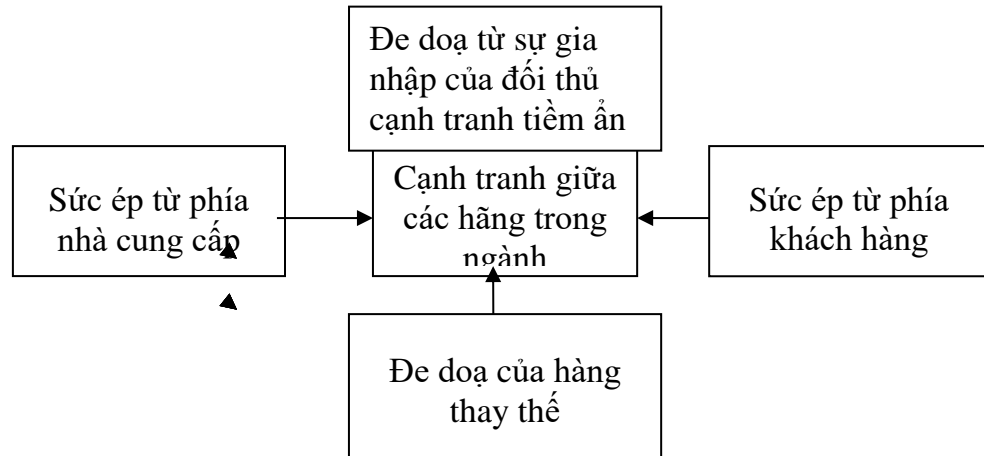 Đe doạ từ sự gia
nhập của đối thủ
cạnh tranh tiềm ẩn
Sức ép từ phía
nhà cung cấp
Cạnh tranh giữa
các hãng trong
ngành
Sức ép từ phía
khách hàng
Đe doạ của hàng
thay thế